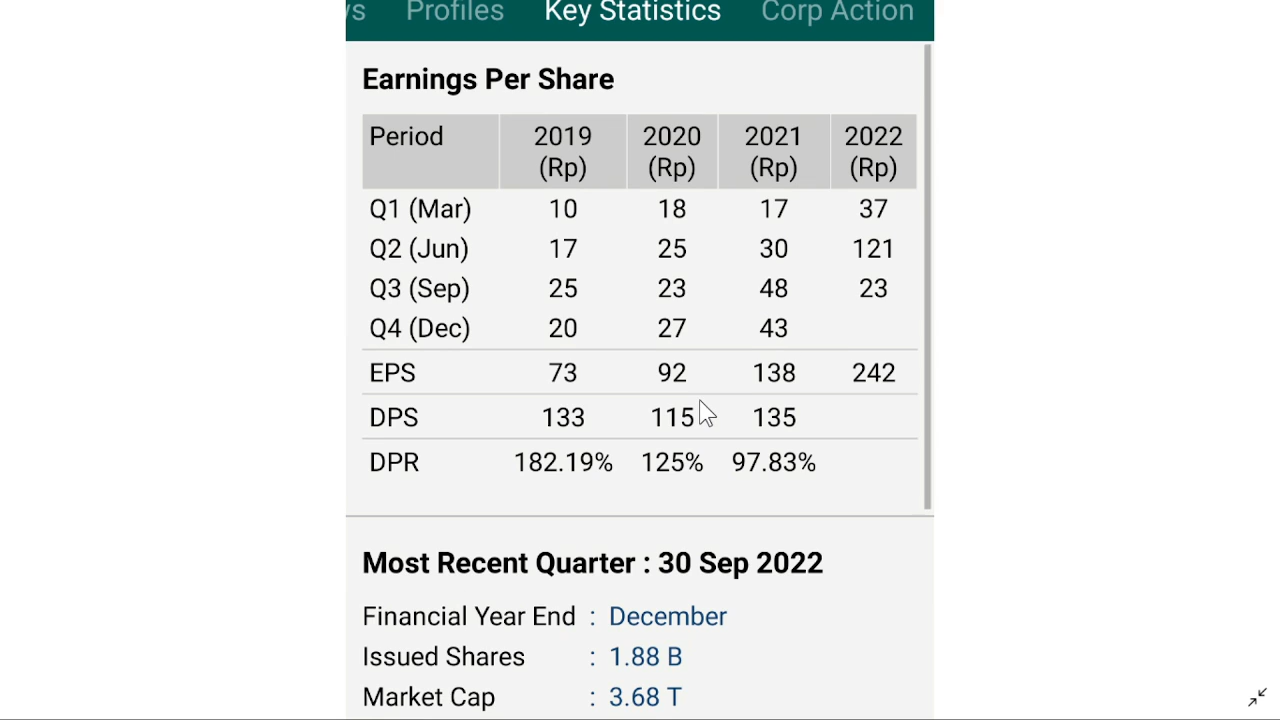 Profiles Key Statistics Corp Action
Earnings Per Share
Period 2019 (Rp) 2020 (Rp) 2021 (Rp) 2022 (Rp)
Q1 (Mar) 10 18 17 37
Q2 (Jun) 17 25 30 121
Q3 (Sep) 25 23 48 23
Q4 (Dec) 20 27 43
EPS 73 92 138 242
DPS 133 115 135
DPR 182.19% 125% 97.83%
Most Recent Quarter : 30 Sep 2022
Financial Year End : December
Issued Shares : 1.88 B
Market Cap : 3.68 T